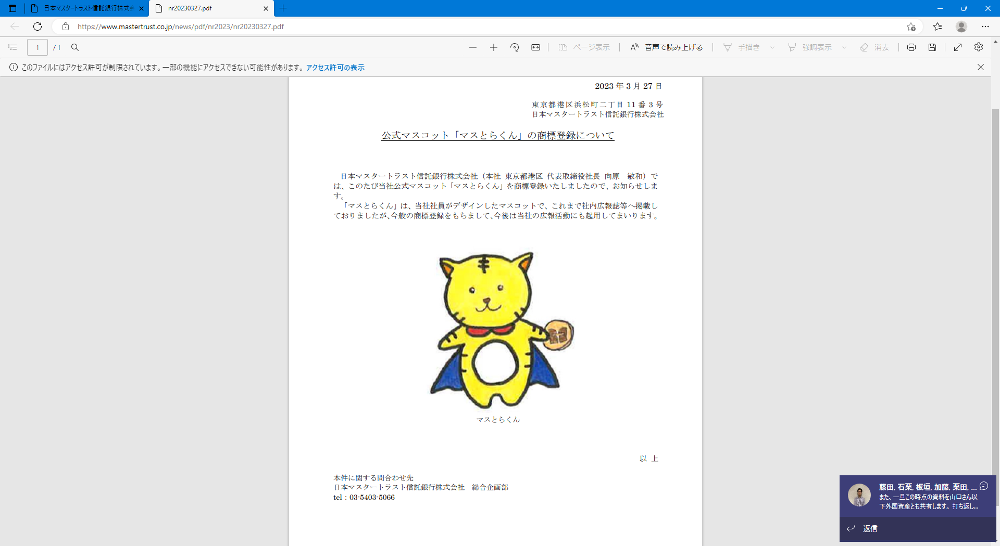 日本マスタートラスト信託銀行株式会
nr20230327.pdf
https://www.mastertrust.co.jp/news/pdf/nr2023/nr20230327.pdf
1 / 1
ページ表示
音声で読み上げる
手描き
強調表示
消去
このファイルにはアクセス許可が制限されています。一部の機能にアクセスできない可能性があります。 アクセス許可の表示
2023 年 3 月 27 日
東京都港区浜松町二丁目 11 番 3 号
日本マスタートラスト信託銀行株式会社
公式マスコット「マスとらくん」の商標登録について
日本マスタートラスト信託銀行株式会社（本社 東京都港区 代表取締役社長 向原 敏和）で
は、このたび当社公式マスコット「マスとらくん」を商標登録いたしましたので、お知らせしま
す。
「マスとらくん」は、当社社員がデザインしたマスコットで、これまで社内広報誌等へ掲載し
ておりましたが、今般の商標登録をもちまして、今後は当社の広報活動にも起用してまいります。
マスとらくん
以 上
本件に関する問合わせ先
日本マスタートラスト信託銀行株式会社 総合企画部
tel：03-5403-5066
藤田, 石栗, 板垣, 加藤, 栗田, ...
また、一旦この時点の資料を山口さん以
下外国資産とも共有します。打ち返し...
返信